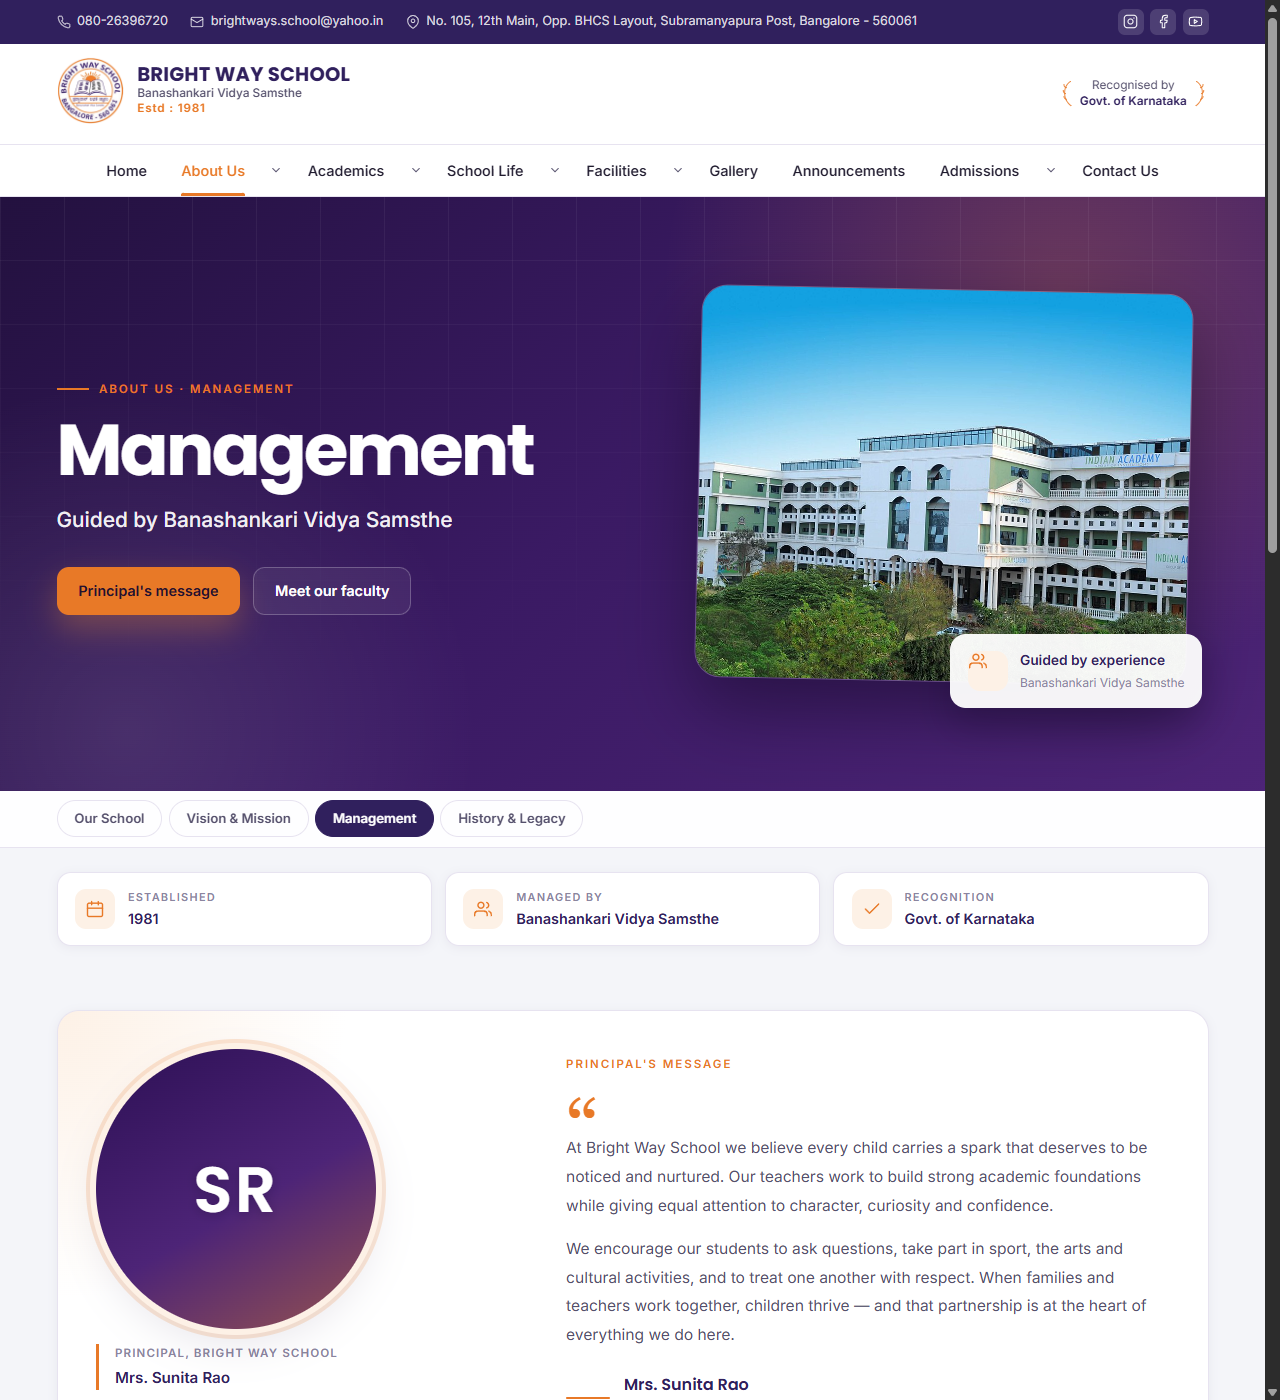 080-26396720
brightways.school@yahoo.in
No. 105, 12th Main, Opp. BHCS Layout, Subramanyapura Post, Bangalore - 560061
BRIGHT WAY SCHOOL
BANGALORE - 560 061
BRIGHT WAY SCHOOL
Banashankari Vidya Samsthe
Estd : 1981
Recognised by
Govt. of Karnataka
Home
About Us
Academics
School Life
Facilities
Gallery
Announcements
Admissions
Contact Us
ABOUT US · MANAGEMENT
Management
Guided by Banashankari Vidya Samsthe
Principal's message
Meet our faculty
INDIAN ACADEMY
INDIAN
Guided by experience
Banashankari Vidya Samsthe
Our School
Vision & Mission
Management
History & Legacy
ESTABLISHED
1981
MANAGED BY
Banashankari Vidya Samsthe
RECOGNITION
Govt. of Karnataka
SR
PRINCIPAL, BRIGHT WAY SCHOOL
Mrs. Sunita Rao
PRINCIPAL'S MESSAGE
“
At Bright Way School we believe every child carries a spark that deserves to be
noticed and nurtured. Our teachers work to build strong academic foundations
while giving equal attention to character, curiosity and confidence.
We encourage our students to ask questions, take part in sport, the arts and
cultural activities, and to treat one another with respect. When families and
teachers work together, children thrive — and that partnership is at the heart of
everything we do here.
Mrs. Sunita Rao